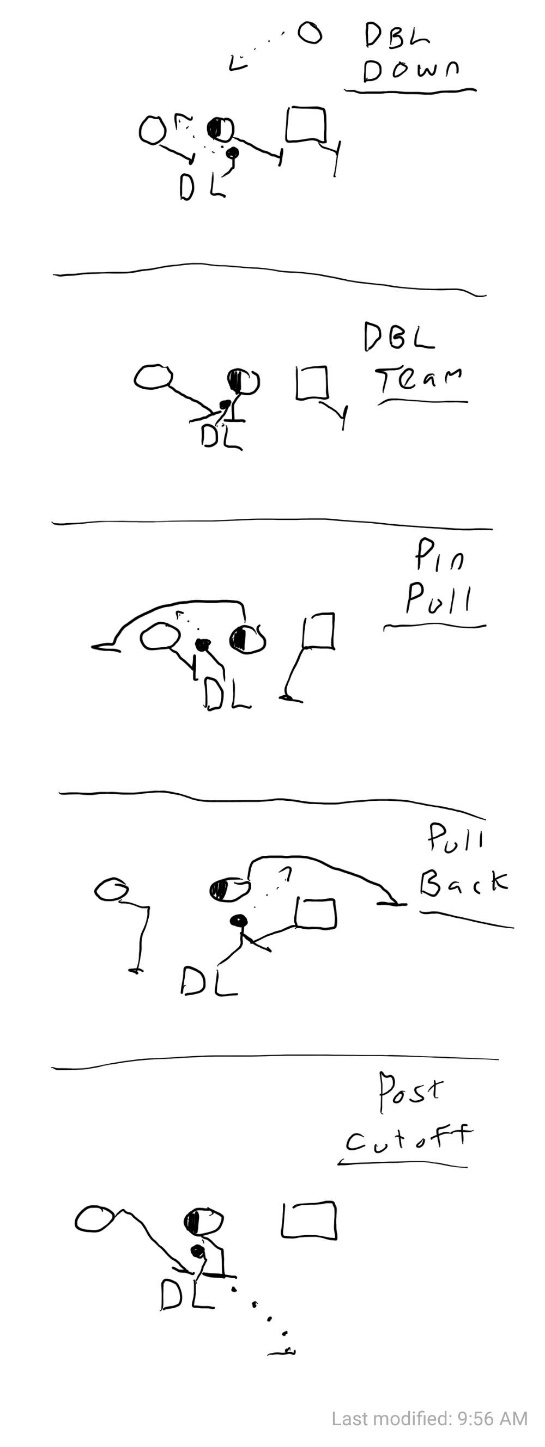 DBL
Down
DL
DBL
Team
DL
Pin
Pull
DL
Pull
Back
DL
Post
Cutoff
DL
Last modified: 9:56 AM